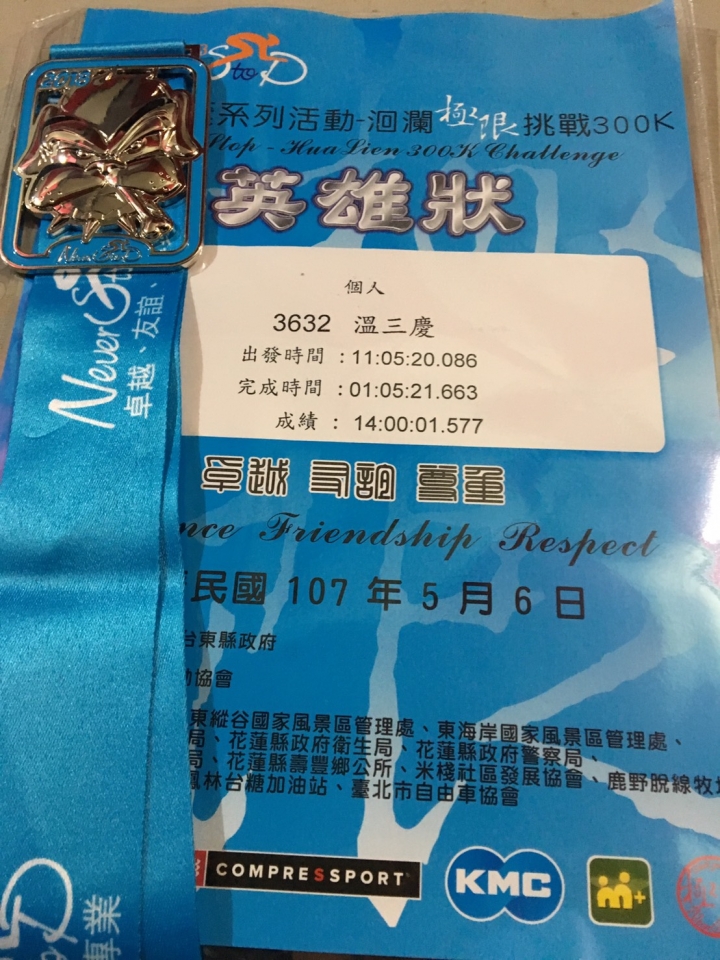 2018
StoD
系列活動-洄瀾極限挑戰300K
Stop - Hua Lien 300K Challenge
英雄狀
個人
3632 溫三慶
出發時間 :11:05:20.086
完成時間 :01:05:21.663
成績 : 14:00:01.577
卓越 友誼 尊重
nce Friendship Respect
民國 107 年 5 月 6 日
台東縣政府
協會
東縱谷國家風景區管理處、東海岸國家風景區管理處、
局、花蓮縣政府衛生局、花蓮縣政府警察局、
局、花蓮縣壽豐鄉公所、米棧社區發展協會、鹿野脫線牧
鳳林台糖加油站、臺北市自由車協會
COMPRESSPORT
KMC
m+
Never
卓越、友誼、
專業